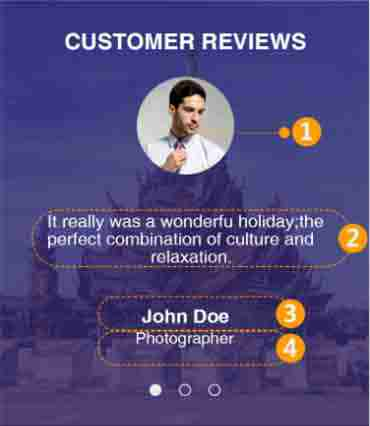 CUSTOMER REVIEWS
1
It really was a wonderfu holiday;the
perfect combination of culture and
relaxation.
2
John Doe
3
Photographer
4